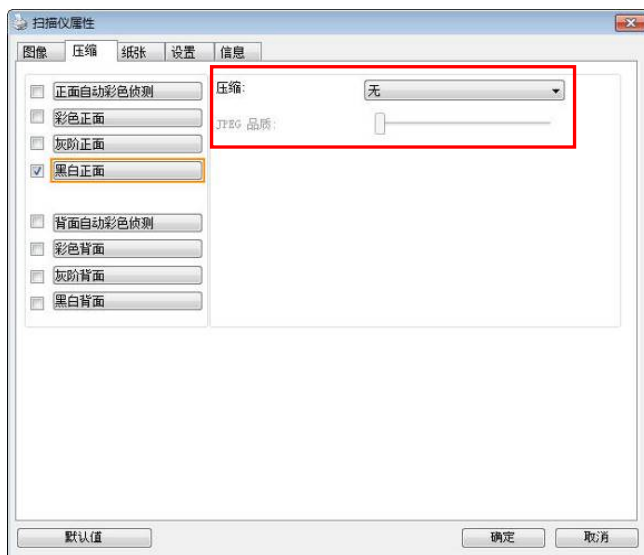 扫描仪属性
图像 压缩 纸张 设置 信息
正面自动彩色侦测
彩色正面
灰阶正面
黑白正面
背面自动彩色侦测
彩色背面
灰阶背面
黑白背面
压缩: 无
JPEG 品质:
默认值 确定 取消